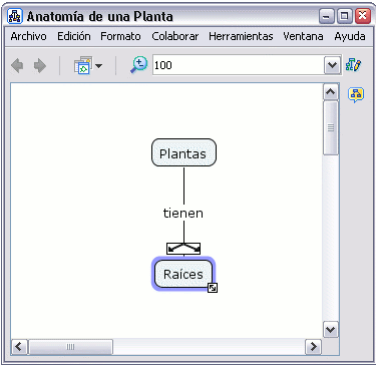 Anatomía de una Planta
Archivo Edición Formato Colaborar Herramientas Ventana Ayuda
100
Plantas
tienen
Raíces